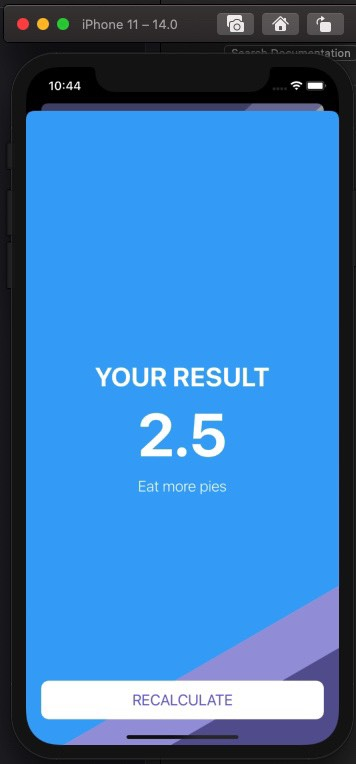 iPhone 11 – 14.0
Search Documentation
10:44
YOUR RESULT
2.5
Eat more pies
RECALCULATE